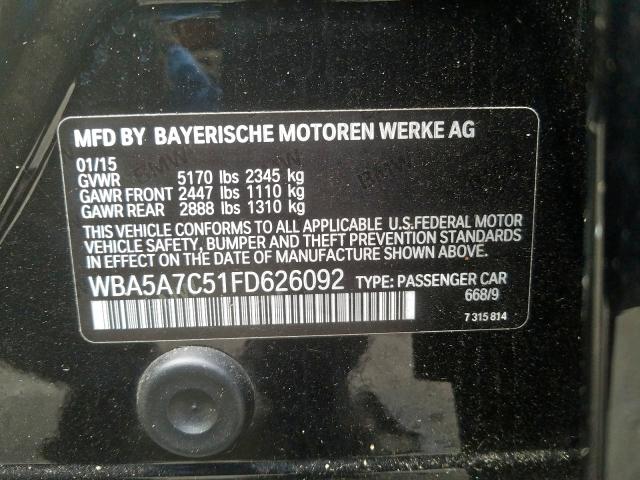 MFD BY BAYERISCHE MOTOREN WERKE AG
01/15
GVWR 5170 lbs 2345 kg
GAWR FRONT 2447 lbs 1110 kg
GAWR REAR 2888 lbs 1310 kg
THIS VEHICLE CONFORMS TO ALL APPLICABLE U.S.FEDERAL MOTOR
VEHICLE SAFETY, BUMPER AND THEFT PREVENTION STANDARDS
IN EFFECT ON THE DATE OF MANUFACTURE SHOWN ABOVE.
WBA5A7C51FD626092 TYPE: PASSENGER CAR
668/9
7 315 814
BMW
BMW